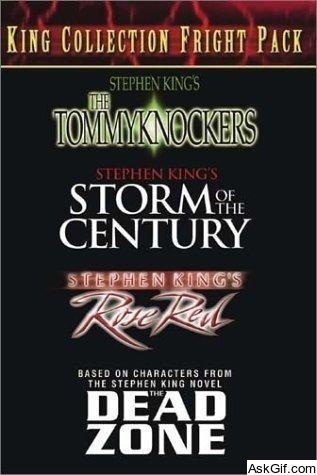 KING COLLECTION FRIGHT PACK
STEPHEN KING'S
THE
TOMMYKNOCKERS
STEPHEN KING'S
STORM OF THE
CENTURY
STEPHEN KING'S
Rose Red
BASED ON CHARACTERS FROM
THE STEPHEN KING NOVEL
THE
DEAD
ZONE
AskGif.com